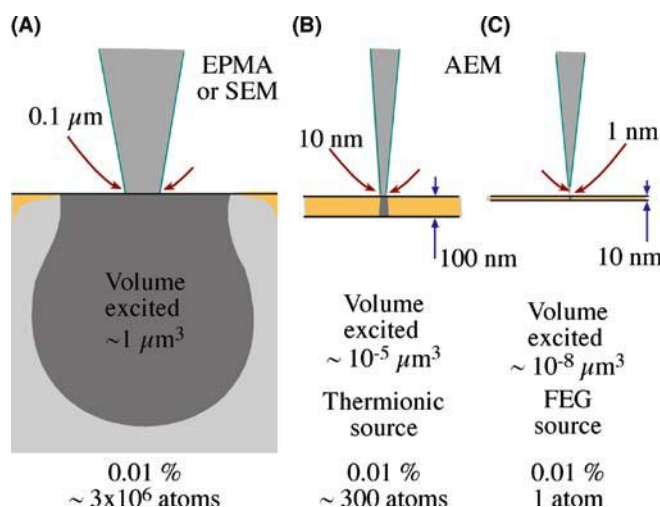 (A)
EPMA
or SEM
0.1 µm
Volume
excited
~1 µm³
0.01 %
~ 3x10⁶ atoms
(B)
AEM
10 nm
100 nm
Volume
excited
~ 10⁻⁵ µm³
Thermionic
source
0.01 %
~ 300 atoms
(C)
1 nm
10 nm
Volume
excited
~ 10⁻⁸ µm³
FEG
source
0.01 %
1 atom